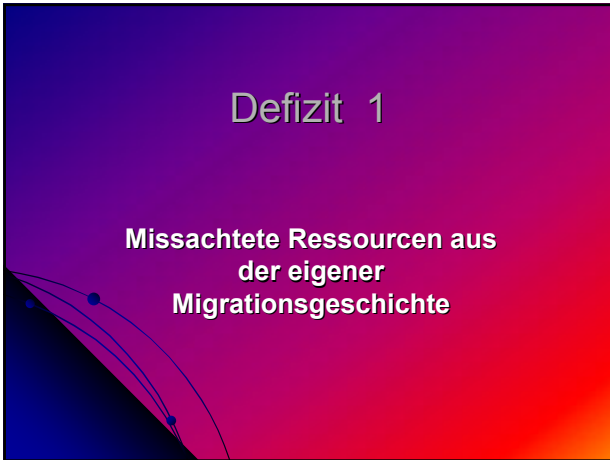 Defizit 1
Missachtete Ressourcen aus
der eigener
Migrationsgeschichte